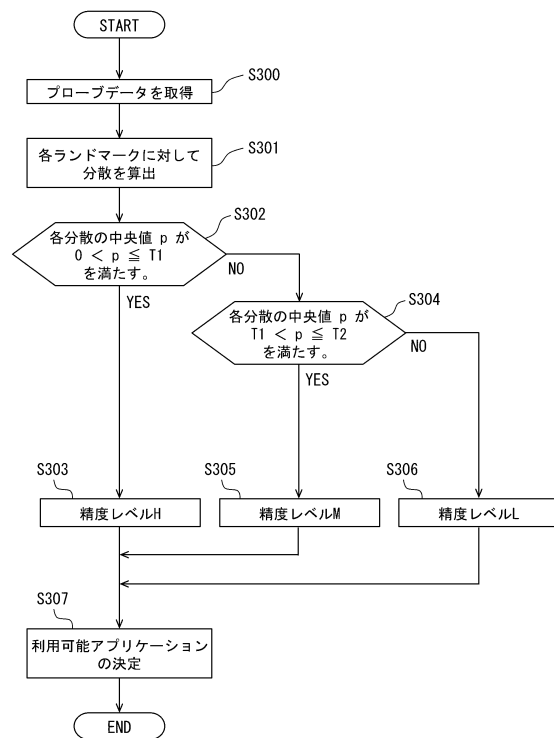 START
S300
プローブデータを取得
S301
各ランドマークに対して
分散を算出
S302
各分散の中央値 p が
0 < p ≦ T1
を満たす。
NO
YES
S304
各分散の中央値 p が
T1 < p ≦ T2
を満たす。
NO
YES
S303
精度レベルH
S305
精度レベルM
S306
精度レベルL
S307
利用可能アプリケーション
の決定
END